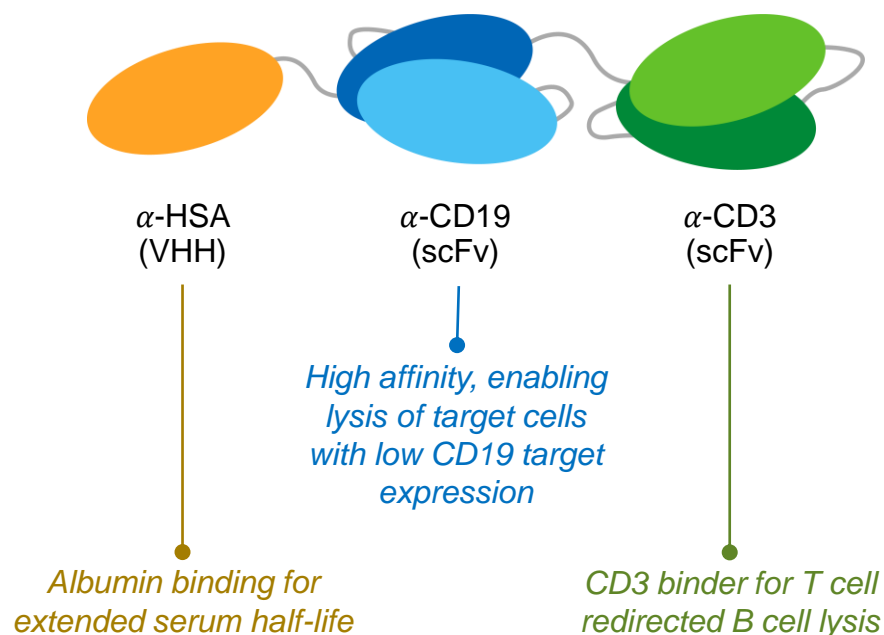 𝛼-HSA
(VHH)
𝛼-CD19
(scFv)
𝛼-CD3
(scFv)
High affinity, enabling
lysis of target cells
with low CD19 target
expression
Albumin binding for
extended serum half-life
CD3 binder for T cell
redirected B cell lysis